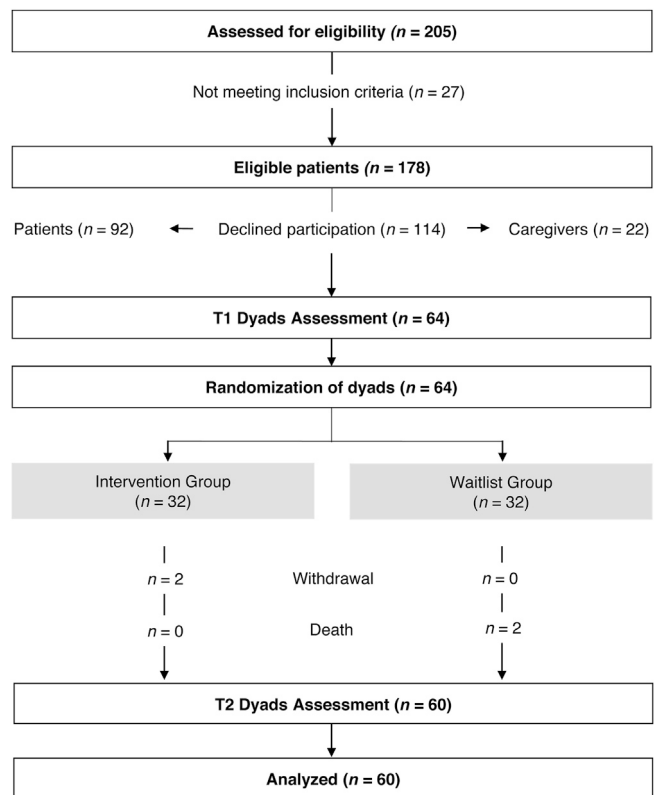 Assessed for eligibility (n = 205)
Not meeting inclusion criteria (n = 27)
Eligible patients (n = 178)
Patients (n = 92) Declined participation (n = 114) Caregivers (n = 22)
T1 Dyads Assessment (n = 64)
Randomization of dyads (n = 64)
Intervention Group Waitlist Group
(n = 32) (n = 32)
n = 2 Withdrawal n = 0
n = 0 Death n = 2
T2 Dyads Assessment (n = 60)
Analyzed (n = 60)